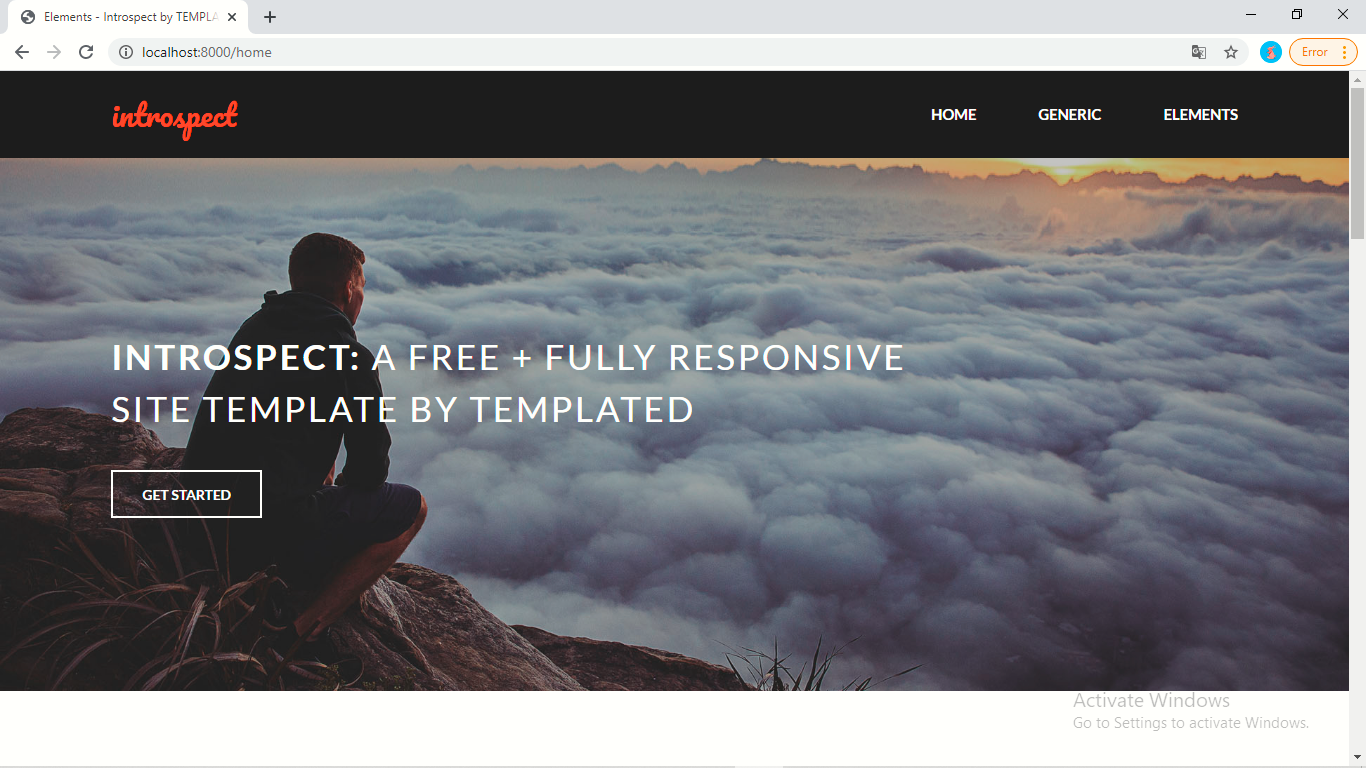 Elements - Introspect by TEMPLA
localhost:8000/home
Error
introspect
HOME GENERIC ELEMENTS
INTROSPECT: A FREE + FULLY RESPONSIVE
SITE TEMPLATE BY TEMPLATED
GET STARTED
Activate Windows
Go to Settings to activate Windows.